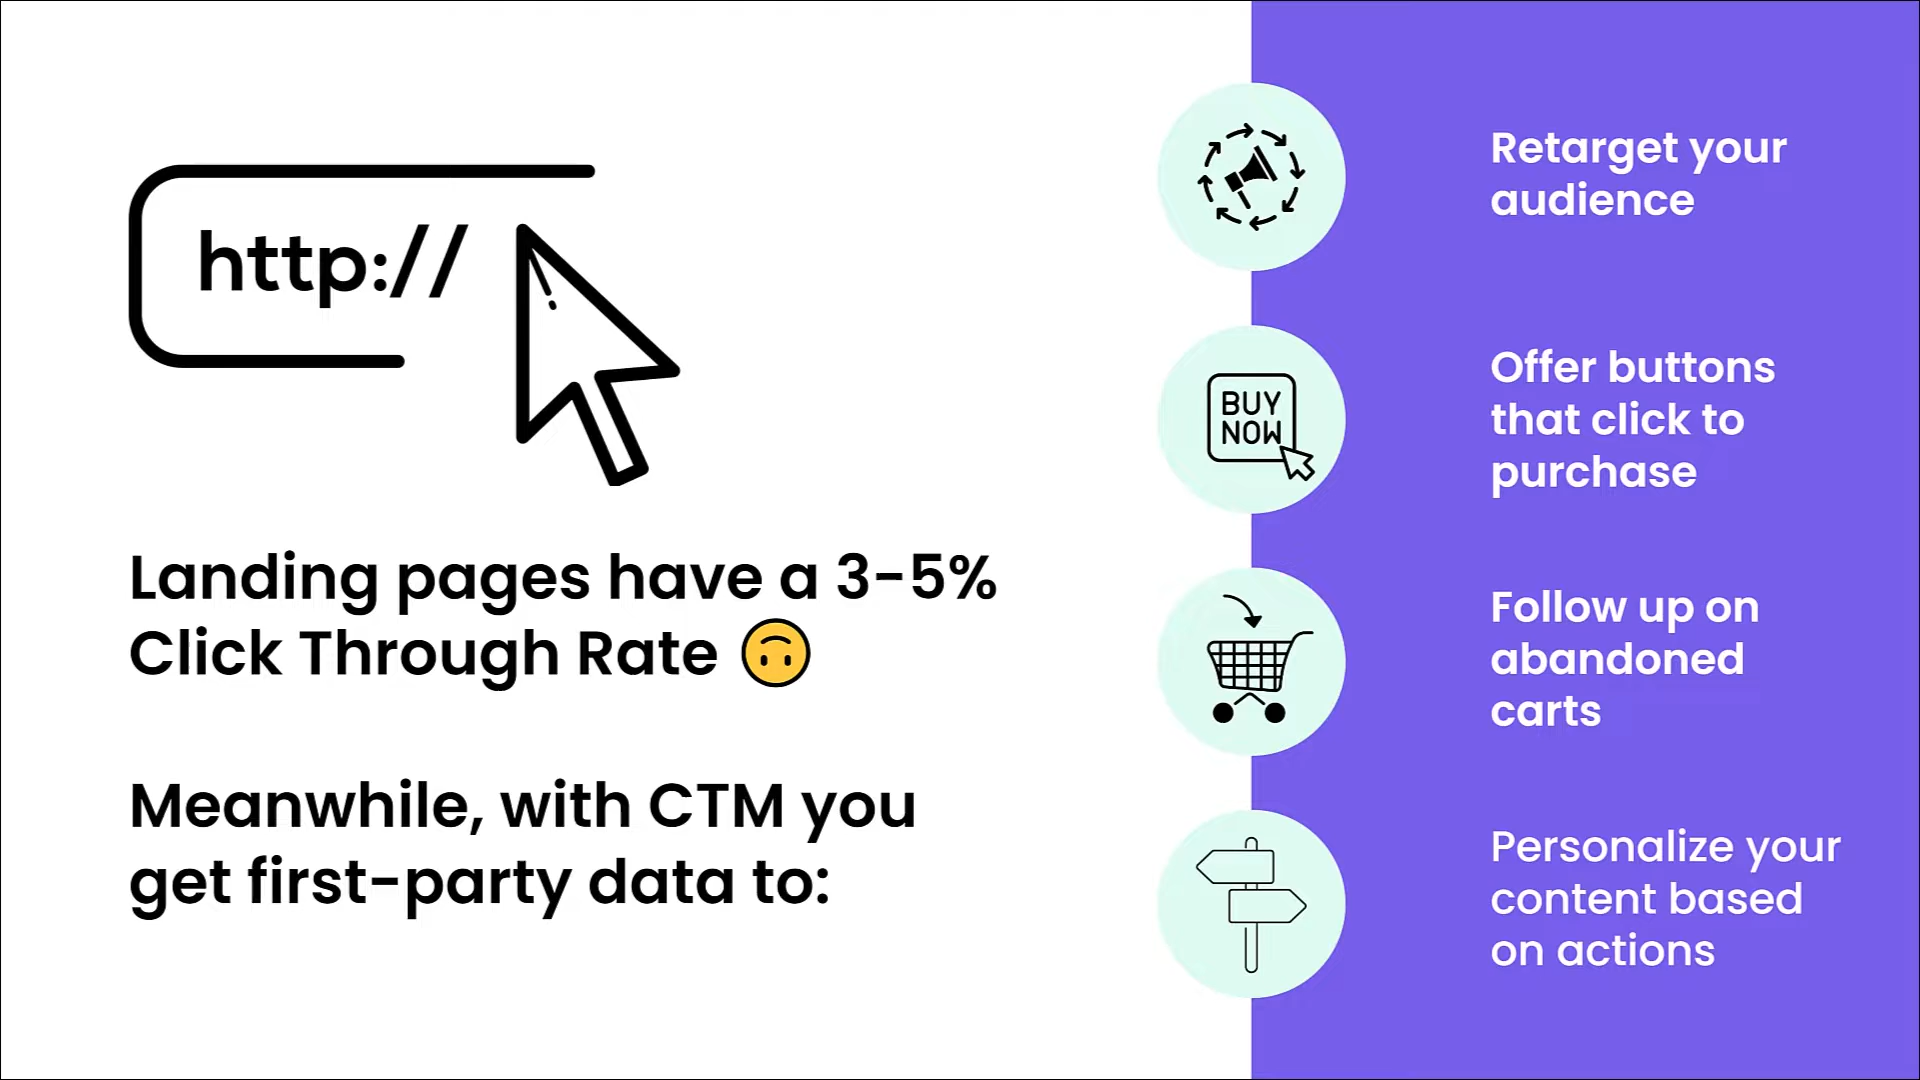 http://
Landing pages have a 3-5%
Click Through Rate 🙃
Meanwhile, with CTM you
get first-party data to:
Retarget your
audience
BUY
NOW
Offer buttons
that click to
purchase
Follow up on
abandoned
carts
Personalize your
content based
on actions